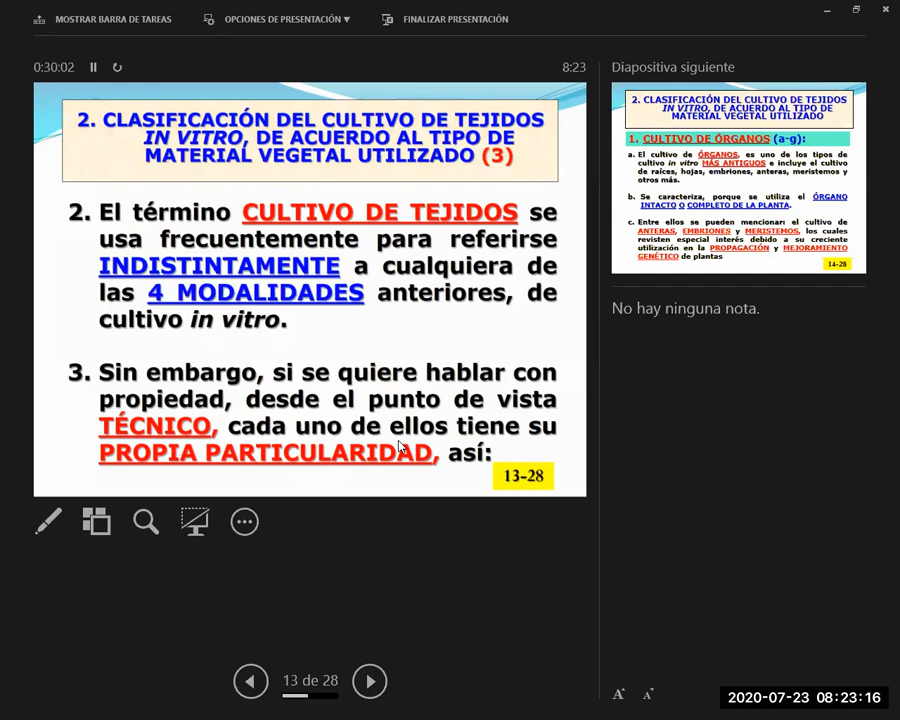 MOSTRAR BARRA DE TAREAS
OPCIONES DE PRESENTACIÓN ▼
FINALIZAR PRESENTACIÓN
0:30:02
8:23
2. CLASIFICACIÓN DEL CULTIVO DE TEJIDOS
IN VITRO, DE ACUERDO AL TIPO DE
MATERIAL VEGETAL UTILIZADO (3)
2. El término CULTIVO DE TEJIDOS se
usa frecuentemente para referirse
INDISTINTAMENTE a cualquiera de
las 4 MODALIDADES anteriores, de
cultivo in vitro.
3. Sin embargo, si se quiere hablar con
propiedad, desde el punto de vista
TÉCNICO, cada uno de ellos tiene su
PROPIA PARTICULARIDAD, así:
13-28
13 de 28
Diapositiva siguiente
2. CLASIFICACIÓN DEL CULTIVO DE TEJIDOS
IN VITRO, DE ACUERDO AL TIPO DE
MATERIAL VEGETAL UTILIZADO
1. CULTIVO DE ÓRGANOS (a-g):
a. El cultivo de ÓRGANOS, es uno de los tipos
de cultivo in vitro MÁS ANTIGUOS e incluye el cultivo
de raíces, hojas, embriones, anteras, meristemos y
otros más.
b. Se caracteriza, porque se utiliza el ÓRGANO
INTACTO O COMPLETO DE LA PLANTA.
c. Entre ellos se pueden mencionar: el cultivo de
ANTERAS, EMBRIONES y MERISTEMOS, los cuales
revisten especial interés debido a su creciente
utilización en la PROPAGACIÓN y MEJORAMIENTO
GENÉTICO de plantas
14-28
No hay ninguna nota.
A A
2020-07-23 08:23:16